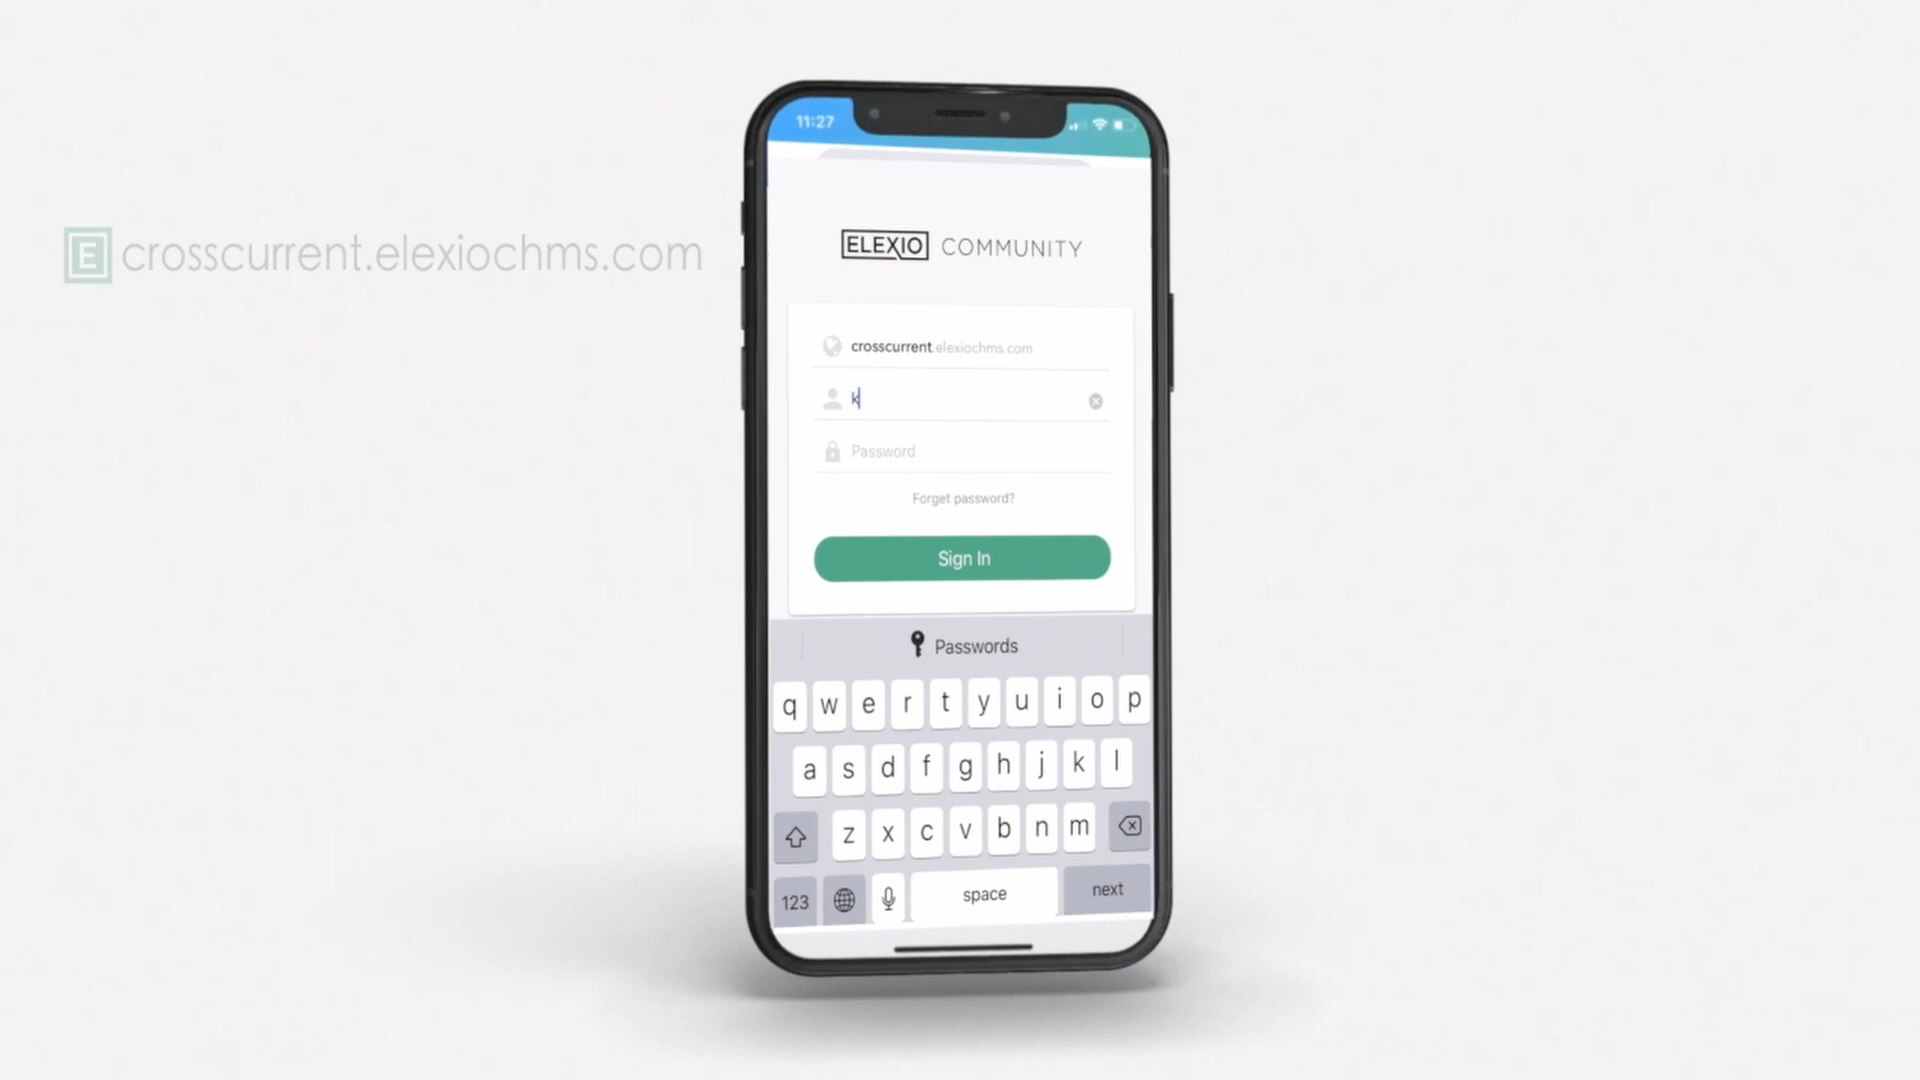 11:27
E crosscurrent.elexiochms.com
ELEXIO COMMUNITY
crosscurrent.elexiochms.com
k
Password
Forget password?
Sign In
Passwords
q w e r t y u i o p
a s d f g h j k l
z x c v b n m
123 space next